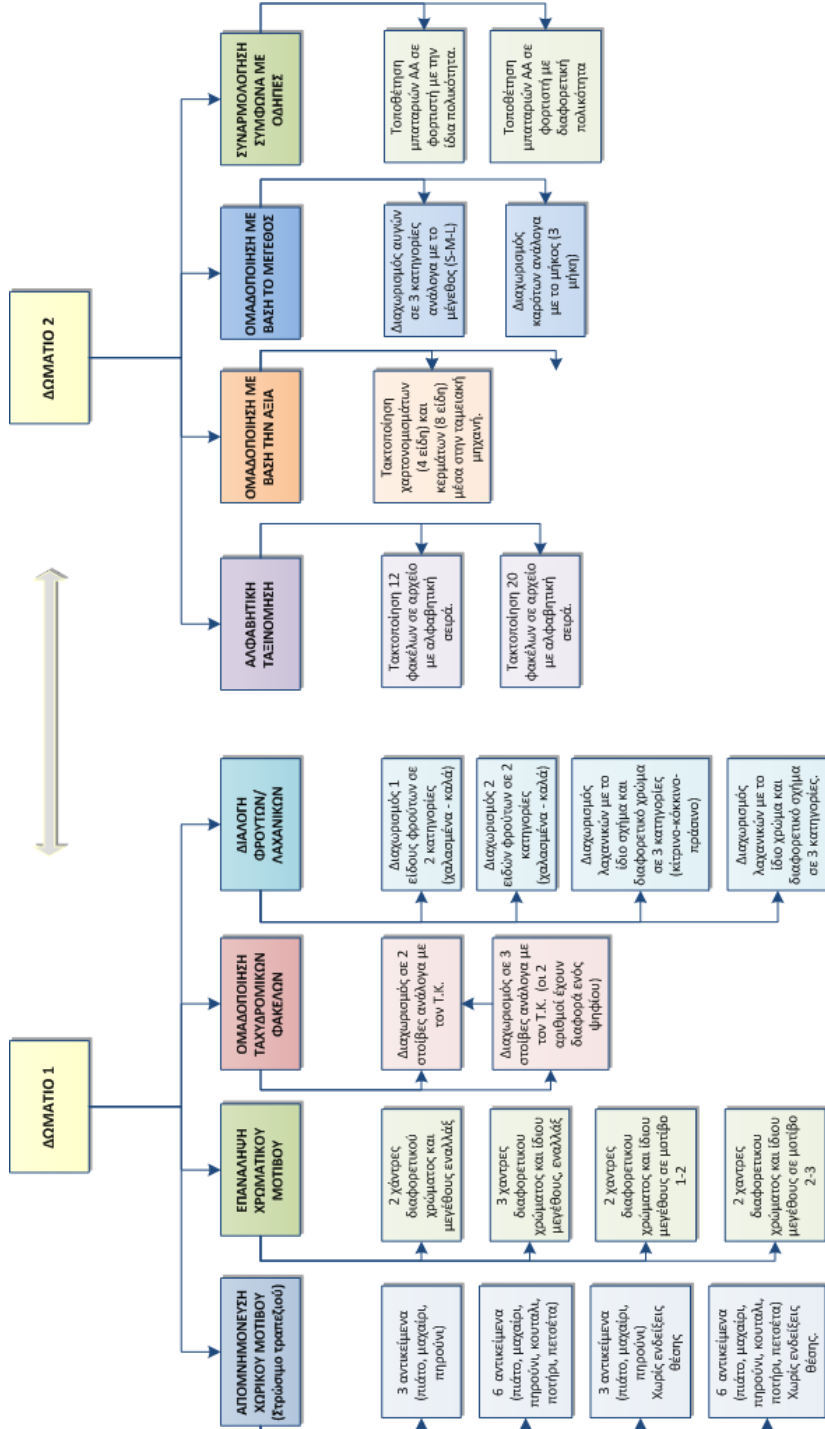 ΔΩΜΑΤΙΟ 1
ΑΠΟΜΝΗΜΟΝΕΥΣΗ
ΧΩΡΙΚΟΥ ΜΟΤΙΒΟΥ
(Στρώσιμο τραπεζιού)
3 αντικείμενα
(πιάτο, μαχαίρι,
πηρούνι)
6 αντικείμενα
(πιάτο, μαχαίρι,
πηρούνι, κουτάλι,
ποτήρι, πετσέτα)
3 αντικείμενα
(πιάτο, μαχαίρι,
πηρούνι)
Χωρίς ενδείξεις
θέσης
6 αντικείμενα
(πιάτο, μαχαίρι,
πηρούνι, κουτάλι,
ποτήρι, πετσέτα)
Χωρίς ενδείξεις
θέσης.
ΕΠΑΝΑΛΗΨΗ
ΧΡΩΜΑΤΙΚΟΥ
ΜΟΤΙΒΟΥ
2 χάντρες
διαφορετικού
χρώματος και
μεγέθους εναλλάξ
3 χαντρες
διαφορετικου
χρώματος και ίδιου
μεγέθους, εναλλάξ
2 χαντρες
διαφορετικου
χρώματος και ίδιου
μεγέθους σε μοτίβο
1-2
2 χαντρες
διαφορετικου
χρώματος και ίδιου
μεγέθους σε μοτίβο
2-3
ΟΜΑΔΟΠΟΙΗΣΗ
ΤΑΧΥΔΡΟΜΙΚΩΝ
ΦΑΚΕΛΩΝ
Διαχωρισμός σε 2
στοίβες ανάλογα με
τον Τ.Κ.
Διαχωρισμός σε 3
στοίβες ανάλογα με
τον Τ.Κ. (οι 2
αριθμοί έχουν
διαφορά ενός
ψηφίου)
ΔΙΑΛΟΓΗ
ΦΡΟΥΤΩΝ/
ΛΑΧΑΝΙΚΩΝ
Διαχωρισμός 1
είδους φρούτων σε
2 κατηγορίες
(χαλασμένα - καλά)
Διαχωρισμός 2
ειδών φρούτων σε 2
κατηγορίες
(χαλασμένα - καλά)
Διαχωρισμός
λαχανικών με το
ίδιο σχήμα και
διαφορετικό χρώμα
σε 3 κατηγορίες
(κίτρινο-κόκκινο-
πράσινο)
Διαχωρισμός
λαχανικών με το
ίδιο χρώμα και
διαφορετικό σχήμα
σε 3 κατηγορίες.
ΔΩΜΑΤΙΟ 2
ΑΛΦΑΒΗΤΙΚΗ
ΤΑΞΙΝΟΜΗΣΗ
Τακτοποίηση 12
φακέλων σε αρχείο
με αλφαβητική
σειρά.
Τακτοποίηση 20
φακέλων σε αρχείο
με αλφαβητική
σειρά.
ΟΜΑΔΟΠΟΙΗΣΗ ΜΕ
ΒΑΣΗ ΤΗΝ ΑΞΙΑ
Τακτοποίηση
χαρτονομισμάτων
(4 είδη) και
κερμάτων (8 είδη)
μέσα στην ταμειακή
μηχανή.
ΟΜΑΔΟΠΟΙΗΣΗ ΜΕ
ΒΑΣΗ ΤΟ ΜΕΓΕΘΟΣ
Διαχωρισμός αυγών
σε 3 κατηγορίες
ανάλογα με το
μέγεθος (S-M-L)
Διαχωρισμός
καρότων ανάλογα
με το μήκος (3
μήκη)
ΣΥΝΑΡΜΟΛΟΓΗΣΗ
ΣΥΜΦΩΝΑ ΜΕ
ΟΔΗΓΙΕΣ
Τοποθέτηση
μπαταριών ΑΑ σε
φορτιστή με την
ίδια πολικότητα.
Τοποθέτηση
μπαταριών ΑΑ σε
φορτιστή με
διαφορετική
πολικότητα